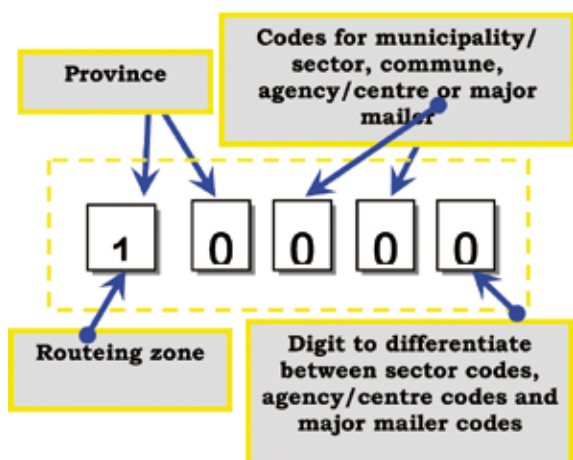 Province
Codes for municipality/
sector, commune,
agency/centre or major
mailer
1 0 0 0 0
Routeing zone
Digit to differentiate
between sector codes,
agency/centre codes and
major mailer codes